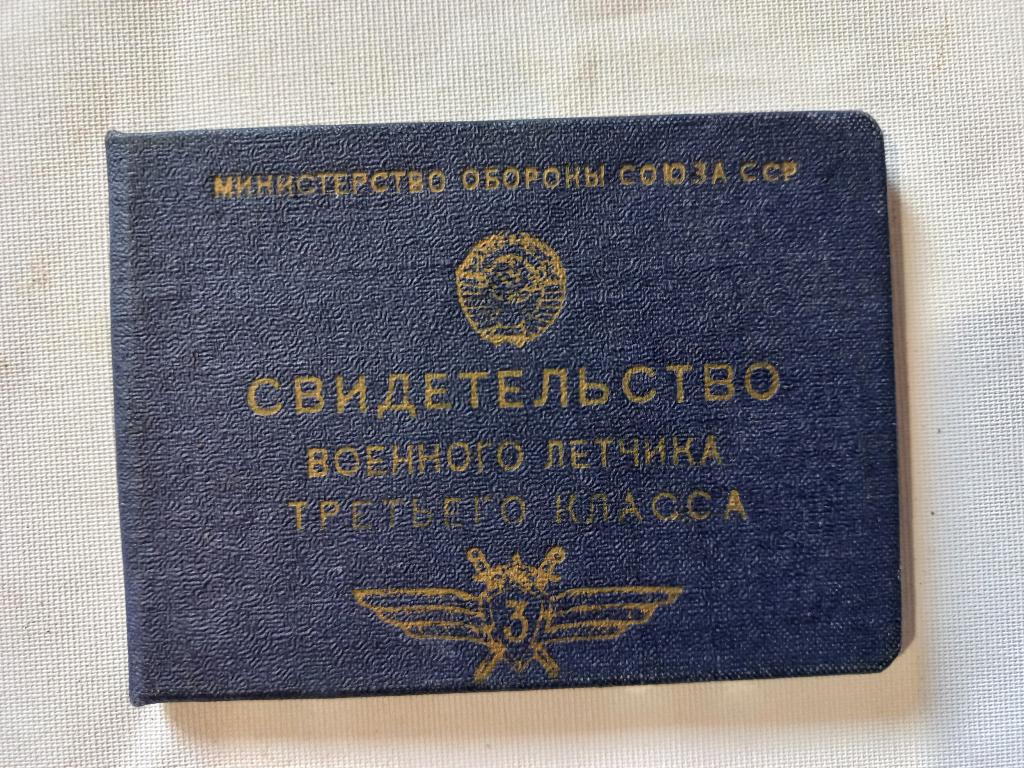 МИНИСТЕРСТВО ОБОРОНЫ СОЮЗА ССР
СВИДЕТЕЛЬСТВО
ВОЕННОГО ЛЕТЧИКА
ТРЕТЬЕГО КЛАССА
3